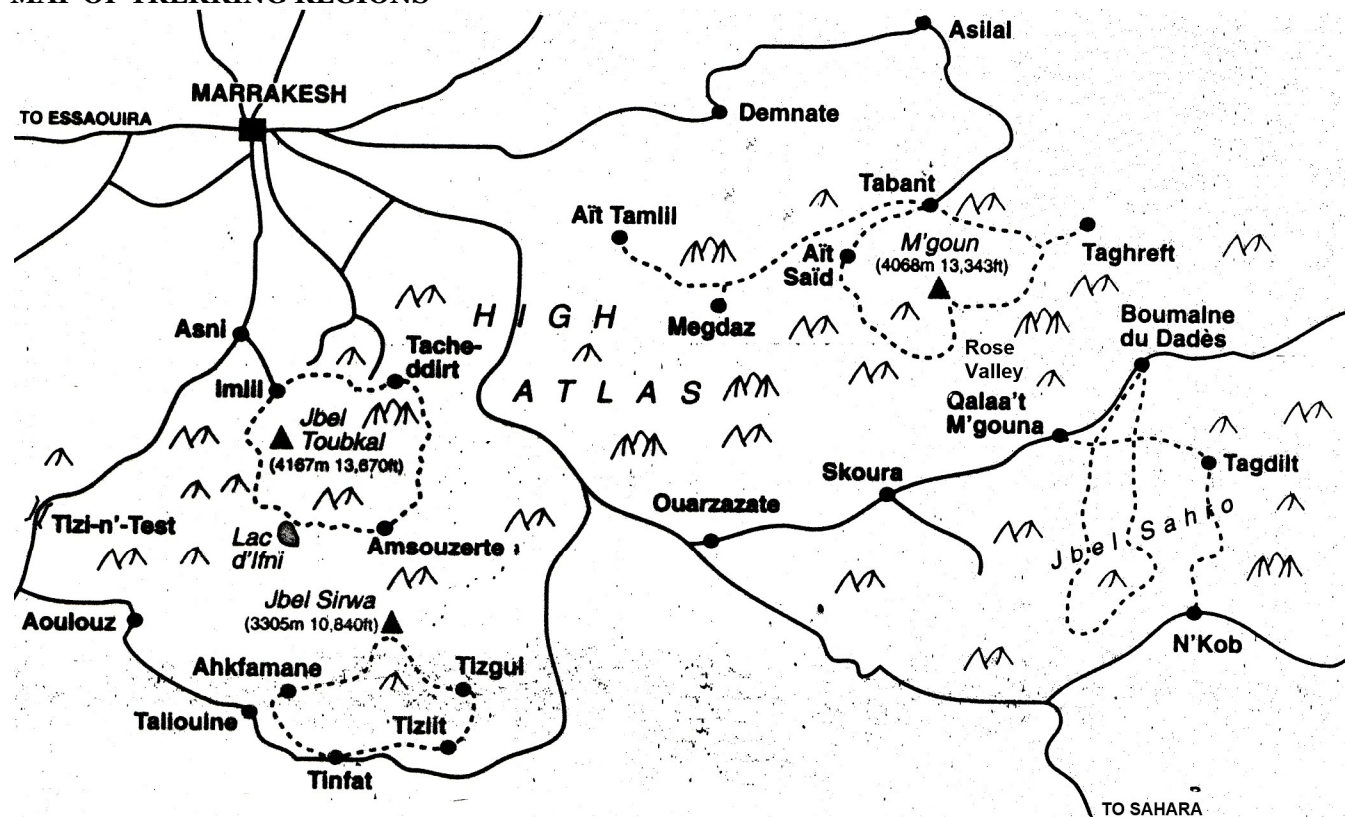 MAP OF TREKKING REGIONS
Asilal
MARRAKESH
TO ESSAOUIRA
Demnate
Tabant
Aït Tamlil
M'goun
(4068m 13,343ft)
Aït
Saïd
Taghreft
Megdaz
HIGH
ATLAS
Boumalne
du Dadès
Rose
Valley
Asni
Tache-
ddirt
Imlil
Jbel
Toubkal
(4167m 13,670ft)
Qalaa't
M'gouna
Tagdilt
Skoura
Ouarzazate
Tizi-n'-Test
Lac
d'Ifni
Amsouzerte
Jbel Sahro
Jbel Sirwa
(3305m 10,840ft)
Aoulouz
N'Kob
Ahkfamane
Tizgui
Taliouine
Tizlit
Tinfat
TO SAHARA